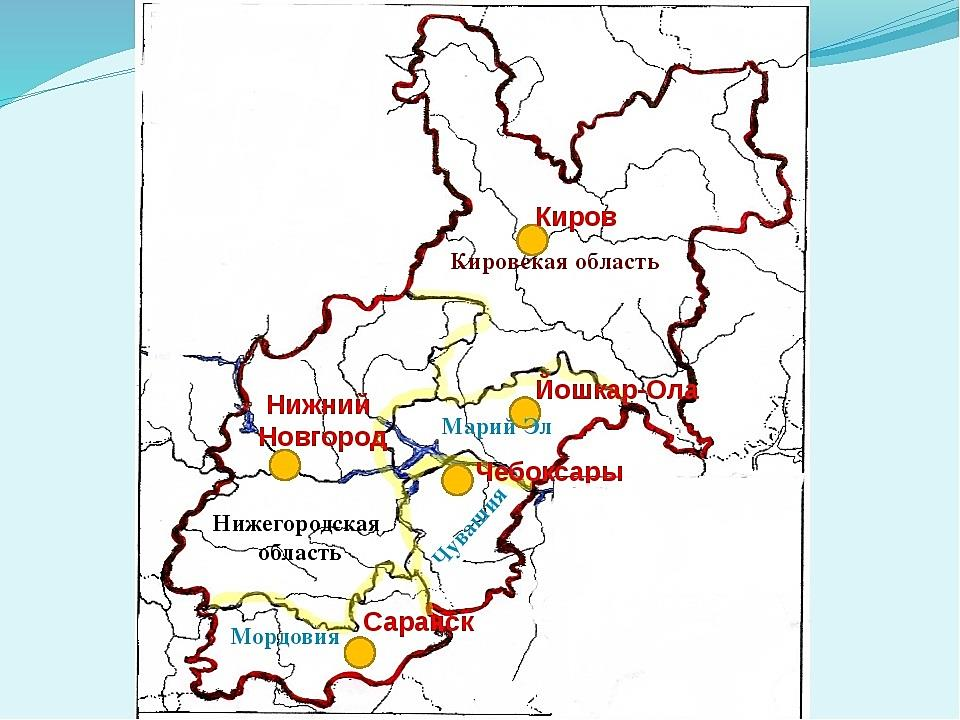 Киров
Кировская область
Йошкар-Ола
Нижний
Новгород
Марий Эл
Чебоксары
Чувашия
Нижегородская
область
Саранск
Мордовия